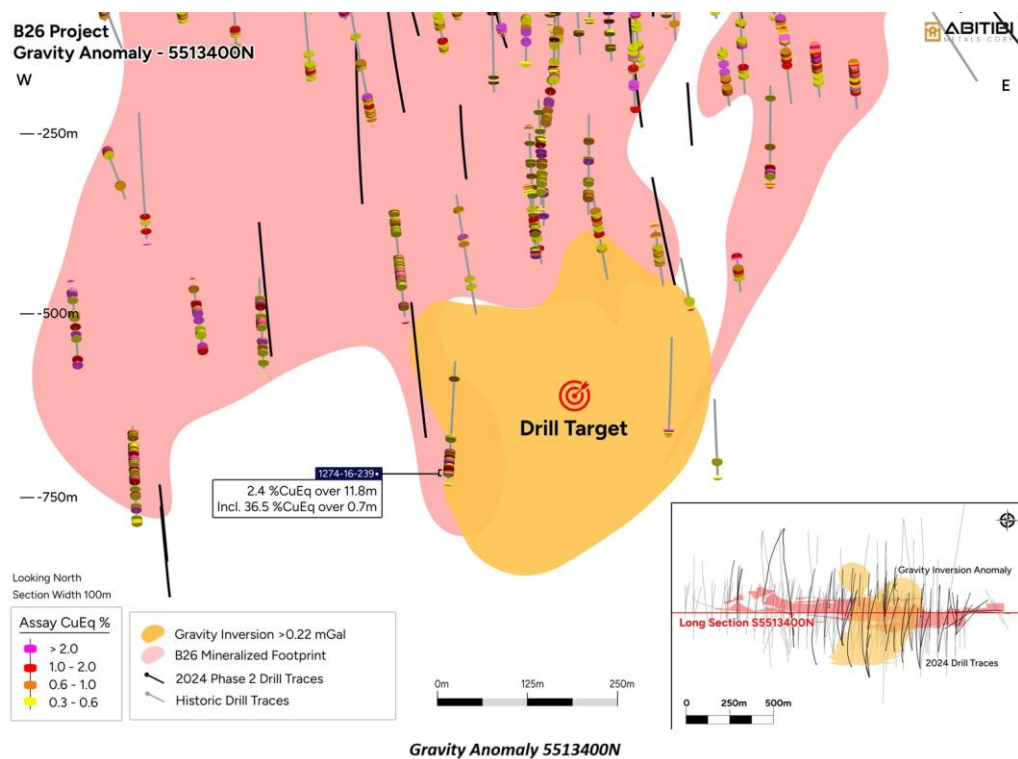 B26 Project
Gravity Anomaly - 5513400N
ABITIBI
METALS CORP
W
E
-250m
-500m
-750m
Drill Target
1274-16-239
2.4 %CuEq over 11.8m
Incl. 36.5 %CuEq over 0.7m
Looking North
Section Width 100m
Assay CuEq %
> 2.0
1.0 - 2.0
0.6 - 1.0
0.3 - 0.6
Gravity Inversion >0.22 mGal
B26 Mineralized Footprint
2024 Phase 2 Drill Traces
Historic Drill Traces
0m 125m 250m
Gravity Inversion Anomaly
Long Section S5513400N
2024 Drill Traces
0 250m 500m
Gravity Anomaly 5513400N